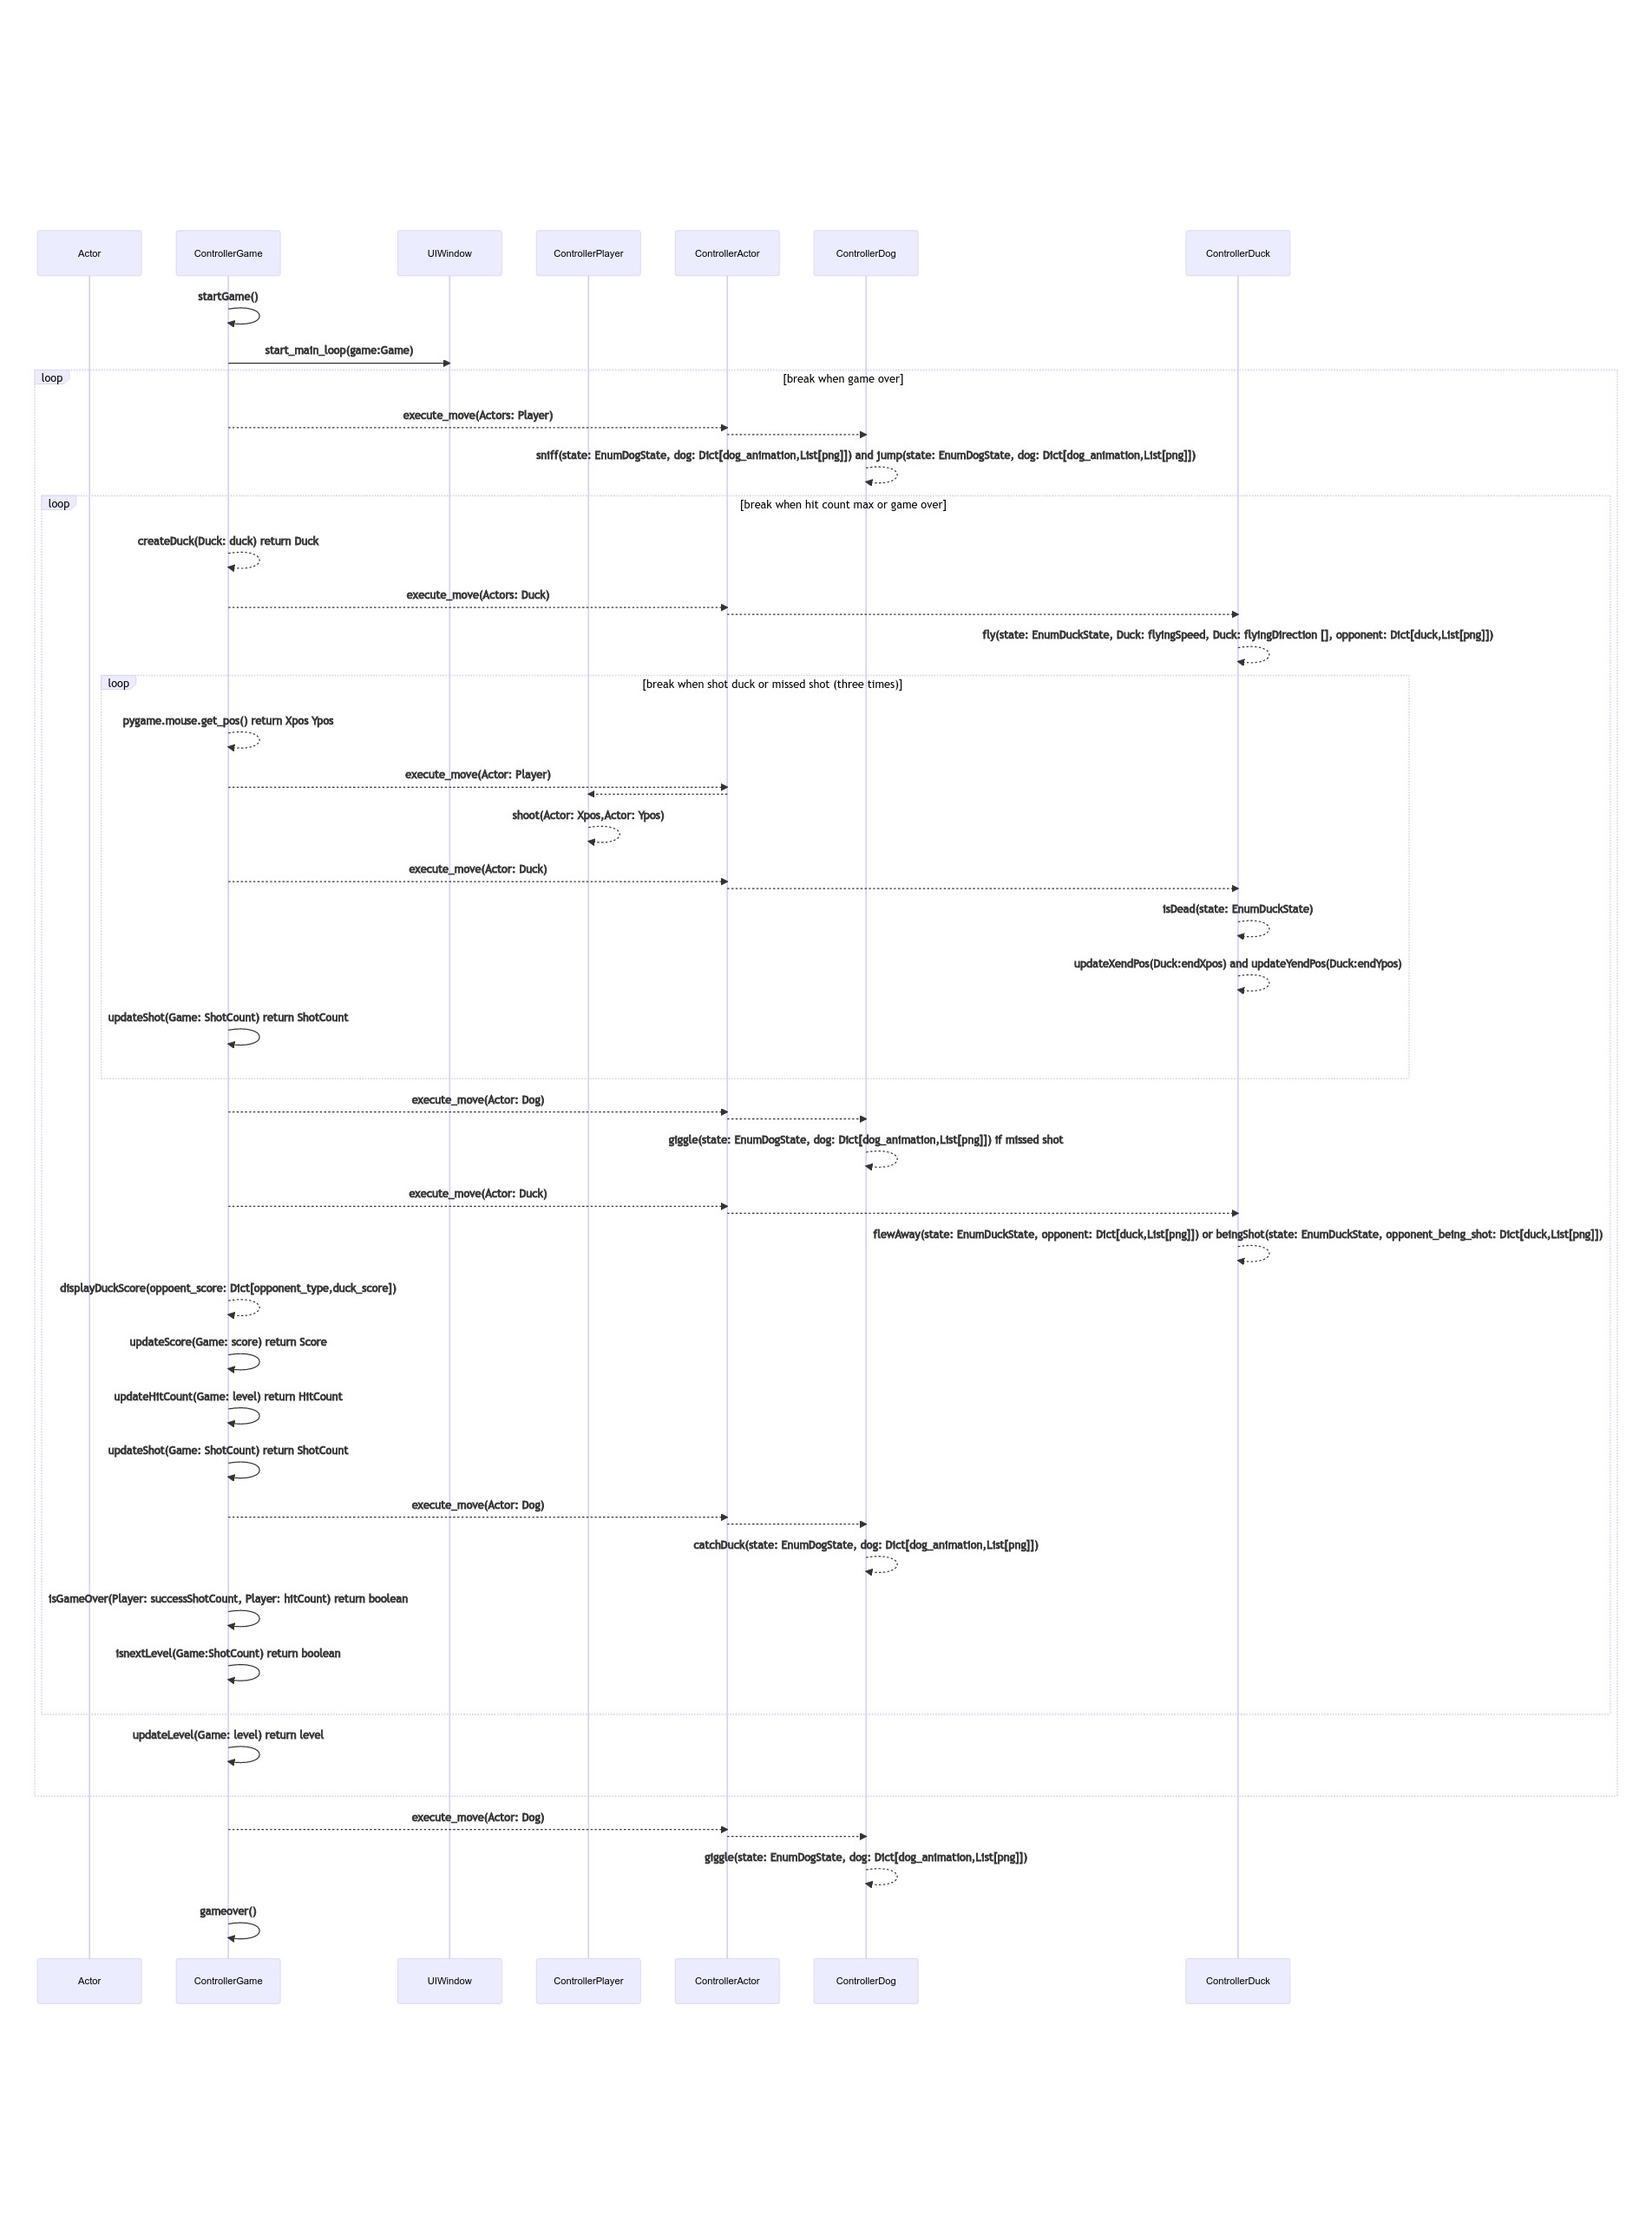 Actor
ControllerGame
UIWindow
ControllerPlayer
ControllerActor
ControllerDog
ControllerDuck
startGame()
start_main_loop(game:Game)
loop
[break when game over]
execute_move(Actors: Player)
sniff(state: EnumDogState, dog: Dict[dog_animation,List[png]]) and jump(state: EnumDogState, dog: Dict[dog_animation,List[png]])
loop
[break when hit count max or game over]
createDuck(Duck: duck) return Duck
execute_move(Actors: Duck)
fly(state: EnumDuckState, Duck: flyingSpeed, Duck: flyingDirection [], opponent: Dict[duck,List[png]])
loop
[break when shot duck or missed shot (three times)]
pygame.mouse.get_pos() return Xpos Ypos
execute_move(Actor: Player)
shoot(Actor: Xpos,Actor: Ypos)
execute_move(Actor: Duck)
isDead(state: EnumDuckState)
updateXendPos(Duck:endXpos) and updateYendPos(Duck:endYpos)
updateShot(Game: ShotCount) return ShotCount
execute_move(Actor: Dog)
giggle(state: EnumDogState, dog: Dict[dog_animation,List[png]]) if missed shot
execute_move(Actor: Duck)
flewAway(state: EnumDuckState, opponent: Dict[duck,List[png]]) or beingShot(state: EnumDuckState, opponent_being_shot: Dict[duck,List[png]])
displayDuckScore(oppoent_score: Dict[opponent_type,duck_score])
updateScore(Game: score) return Score
updateHitCount(Game: level) return HitCount
updateShot(Game: ShotCount) return ShotCount
execute_move(Actor: Dog)
catchDuck(state: EnumDogState, dog: Dict[dog_animation,List[png]])
isGameOver(Player: successShotCount, Player: hitCount) return boolean
isnextLevel(Game:ShotCount) return boolean
updateLevel(Game: level) return level
execute_move(Actor: Dog)
giggle(state: EnumDogState, dog: Dict[dog_animation,List[png]])
gameover()
Actor
ControllerGame
UIWindow
ControllerPlayer
ControllerActor
ControllerDog
ControllerDuck